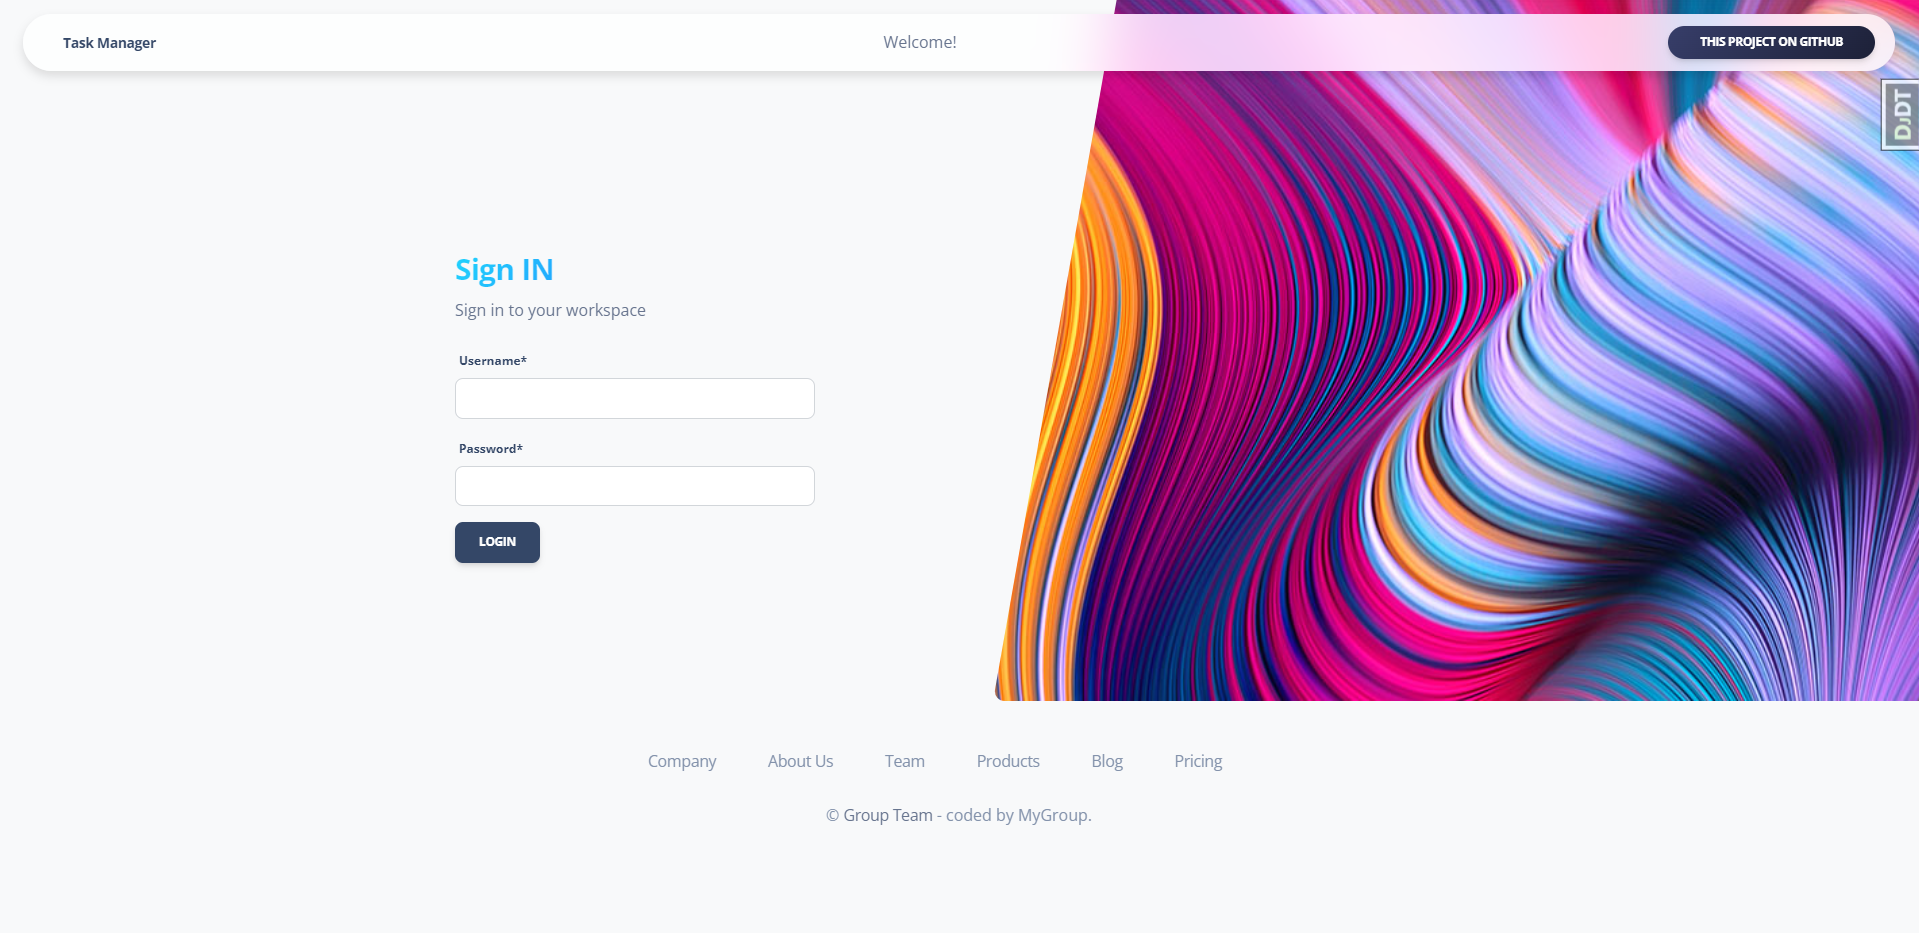 Task Manager
Welcome!
THIS PROJECT ON GITHUB
DJDT
Sign IN
Sign in to your workspace
Username*
Password*
LOGIN
Company About Us Team Products Blog Pricing
© Group Team - coded by MyGroup.